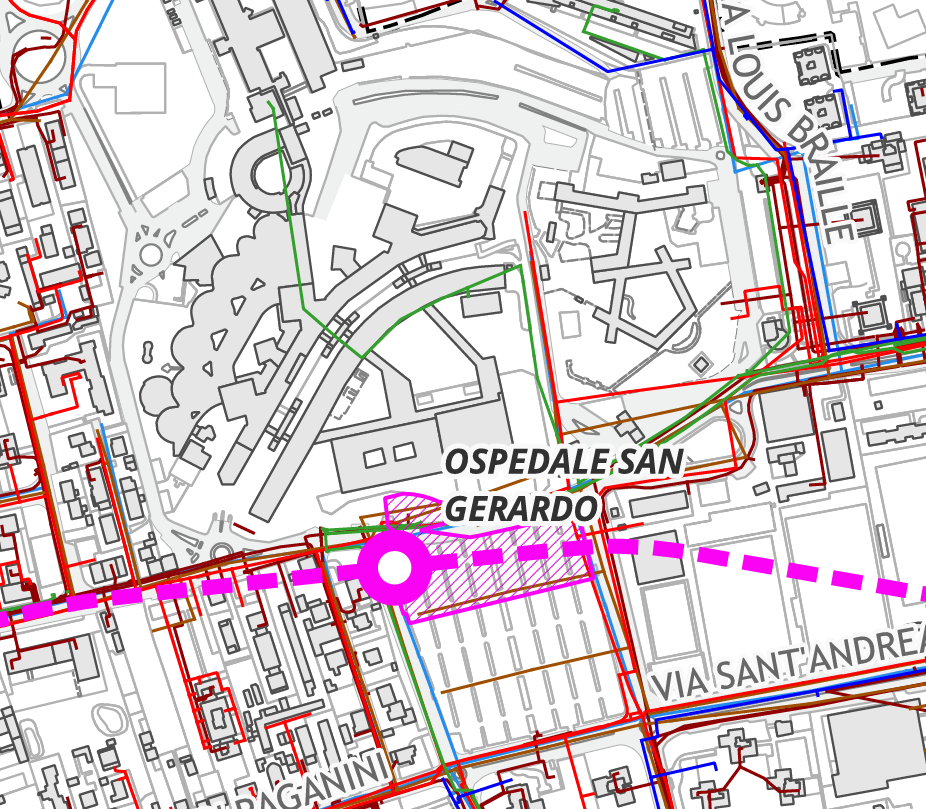 A LOUIS BRAILLE
OSPEDALE SAN
GERARDO
VIA SANT'ANDREA
PAGANINI